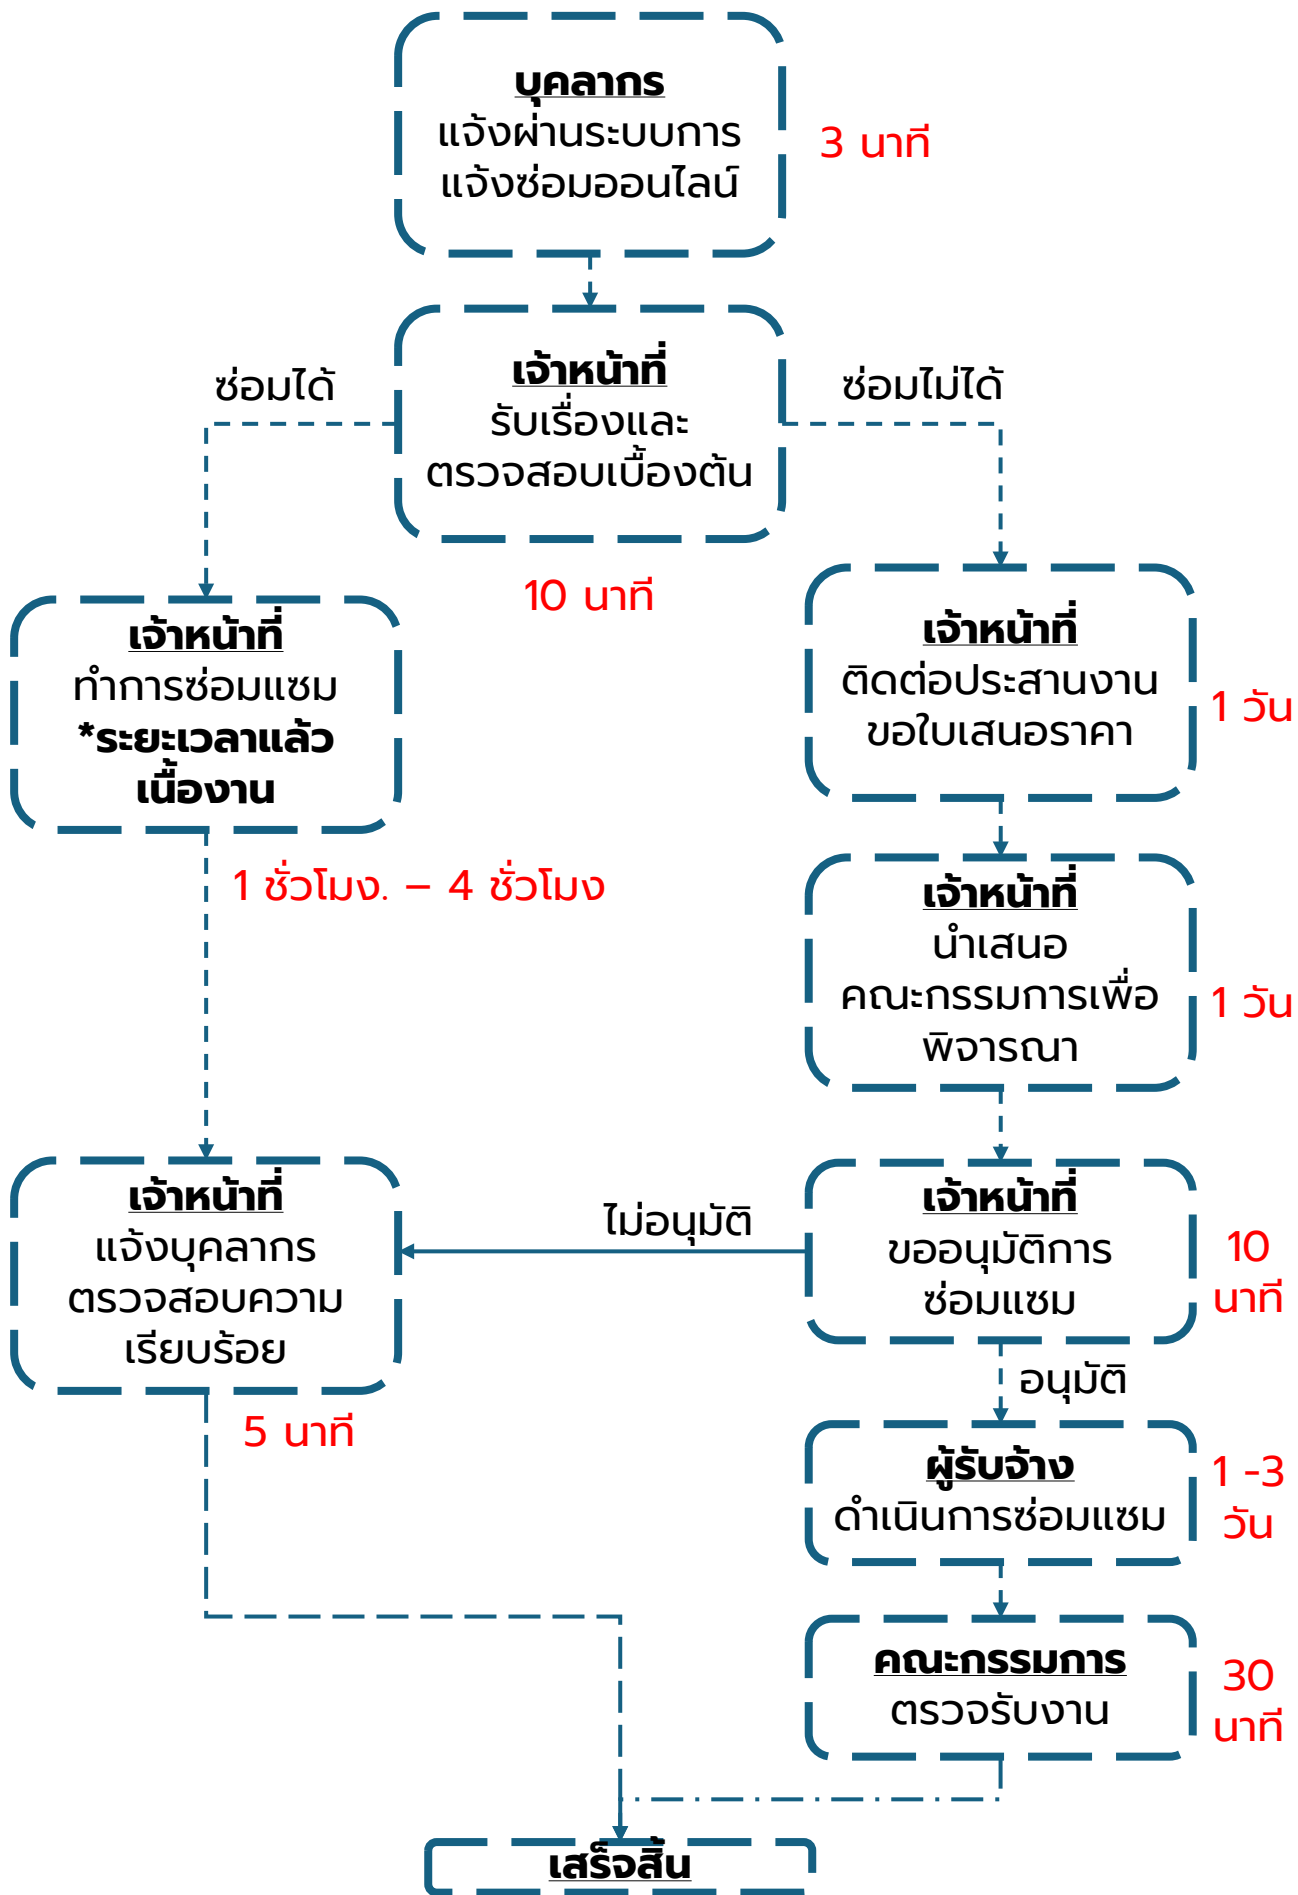 บุคลากร
แจ้งผ่านระบบการ
แจ้งซ่อมออนไลน์
3 นาที
เจ้าหน้าที่
รับเรื่องและ
ตรวจสอบเบื้องต้น
ซ่อมได้
ซ่อมไม่ได้
10 นาที
เจ้าหน้าที่
ทำการซ่อมแซม
*ระยะเวลาแล้ว
เนื้องาน
1 ชั่วโมง. – 4 ชั่วโมง
เจ้าหน้าที่
ติดต่อประสานงาน
ขอใบเสนอราคา
1 วัน
เจ้าหน้าที่
นำเสนอ
คณะกรรมการเพื่อ
พิจารณา
1 วัน
เจ้าหน้าที่
แจ้งบุคลากร
ตรวจสอบความ
เรียบร้อย
5 นาที
ไม่อนุมัติ
เจ้าหน้าที่
ขออนุมัติการ
ซ่อมแซม
10
นาที
อนุมัติ
ผู้รับจ้าง
ดำเนินการซ่อมแซม
1 -3
วัน
คณะกรรมการ
ตรวจรับงาน
30
นาที
เสร็จสิ้น